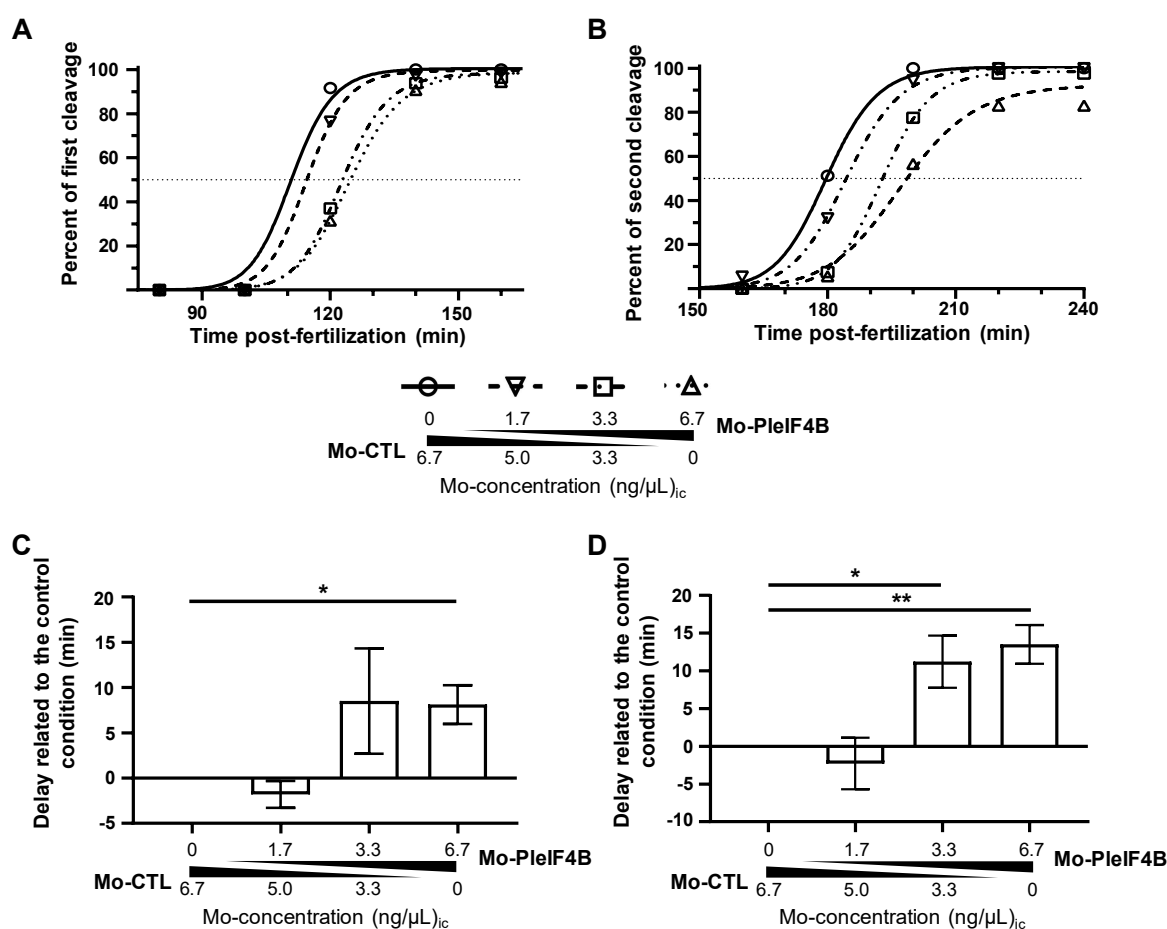 A
B
Percent of first cleavage
100
80
60
40
20
90
120
150
Time post-fertilization (min)
Percent of second cleavage
100
80
60
40
20
150
180
210
240
Time post-fertilization (min)
0
1.7
3.3
6.7
Mo-PleIF4B
Mo-CTL
6.7
5.0
3.3
0
Mo-concentration (ng/µL)ic
C
D
Delay related to the control
condition (min)
20
15
10
5
0
-5
*
0
1.7
3.3
6.7
Mo-PleIF4B
Mo-CTL
6.7
5.0
3.3
0
Mo-concentration (ng/µL)ic
Delay related to the control
condition (min)
20
15
10
5
0
-5
-10
*
**
0
1.7
3.3
6.7
Mo-PleIF4B
Mo-CTL
6.7
5.0
3.3
0
Mo-concentration (ng/µL)ic